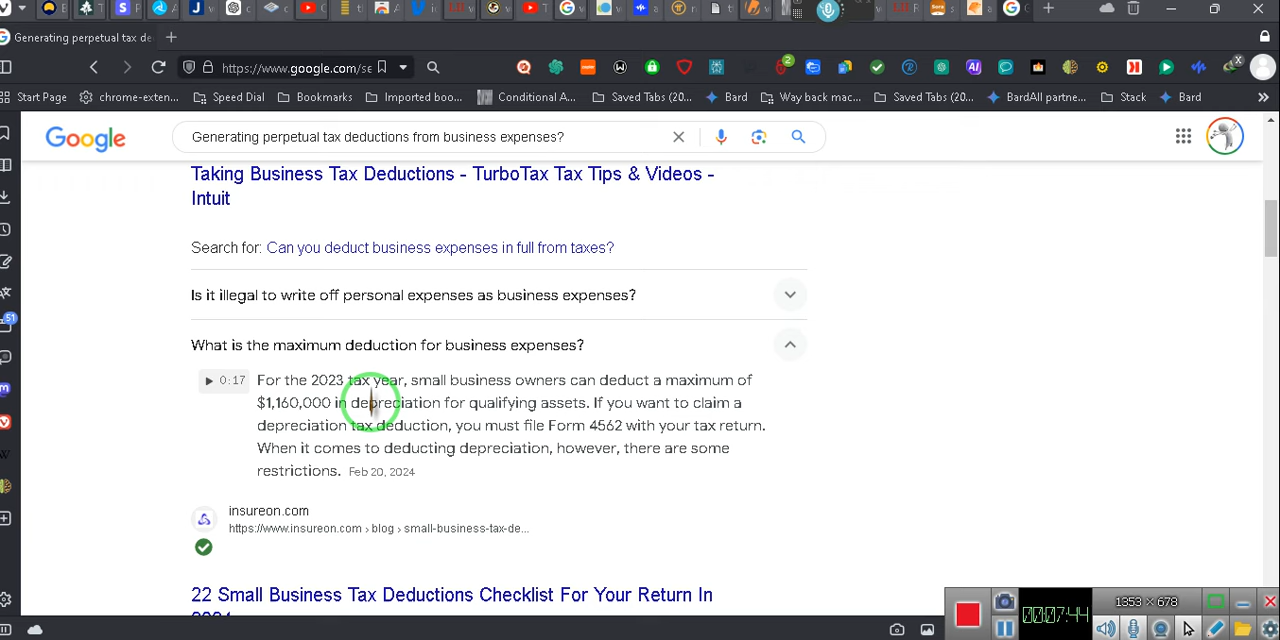 Generating perpetual tax de
https://www.google.com/se
2
X
Start Page
chrome-exten...
Speed Dial
Bookmarks
Imported boo...
Conditional A...
Saved Tabs (20...
Bard
Way back mac...
Saved Tabs (20...
BardAll partne...
Stack
Bard
Google
Generating perpetual tax deductions from business expenses?
Taking Business Tax Deductions - TurboTax Tax Tips & Videos -
Intuit
Search for: Can you deduct business expenses in full from taxes?
Is it illegal to write off personal expenses as business expenses?
51
What is the maximum deduction for business expenses?
0:17
For the 2023 tax year, small business owners can deduct a maximum of
$1,160,000 in depreciation for qualifying assets. If you want to claim a
depreciation tax deduction, you must file Form 4562 with your tax return.
When it comes to deducting depreciation, however, there are some
restrictions. Feb 20, 2024
insureon.com
https://www.insureon.com › blog › small-business-tax-de...
22 Small Business Tax Deductions Checklist For Your Return In
1353 × 678
00:07:44